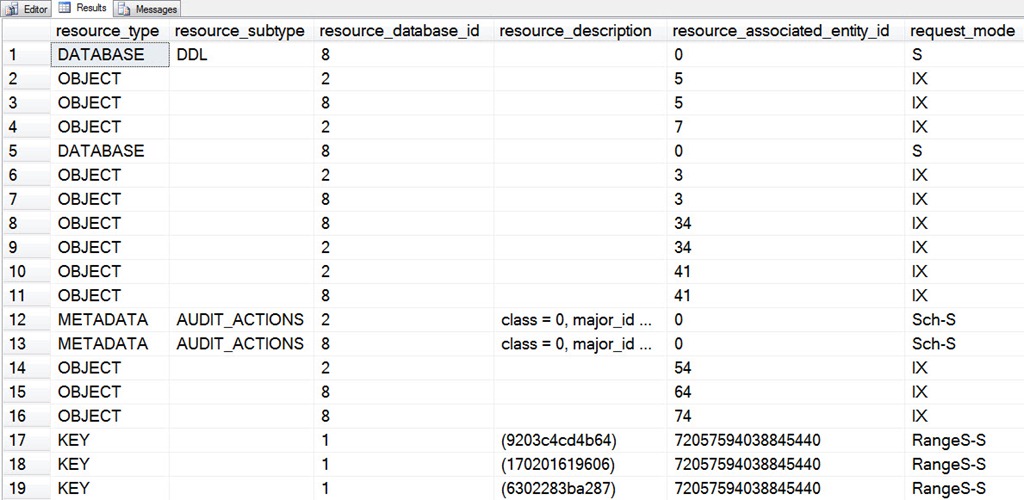 Editor Results Messages
resource_type resource_subtype resource_database_id resource_description resource_associated_entity_id request_mode
1 DATABASE DDL 8 0 S
2 OBJECT 2 5 IX
3 OBJECT 8 5 IX
4 OBJECT 2 7 IX
5 DATABASE 8 0 S
6 OBJECT 2 3 IX
7 OBJECT 8 3 IX
8 OBJECT 8 34 IX
9 OBJECT 2 34 IX
10 OBJECT 2 41 IX
11 OBJECT 8 41 IX
12 METADATA AUDIT_ACTIONS 2 class = 0, major_id ... 0 Sch-S
13 METADATA AUDIT_ACTIONS 8 class = 0, major_id ... 0 Sch-S
14 OBJECT 2 54 IX
15 OBJECT 8 64 IX
16 OBJECT 8 74 IX
17 KEY 1 (9203c4cd4b64) 72057594038845440 RangeS-S
18 KEY 1 (170201619606) 72057594038845440 RangeS-S
19 KEY 1 (6302283ba287) 72057594038845440 RangeS-S